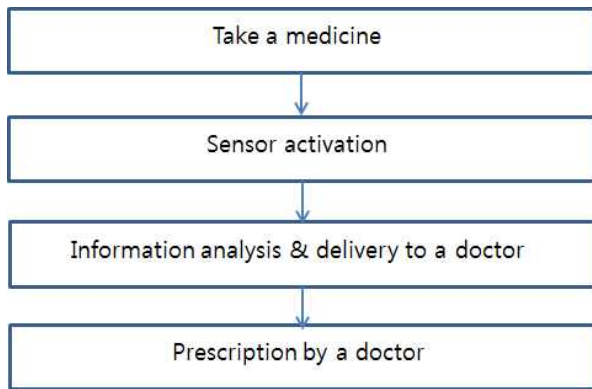 Take a medicine
Sensor activation
Information analysis & delivery to a doctor
Prescription by a doctor